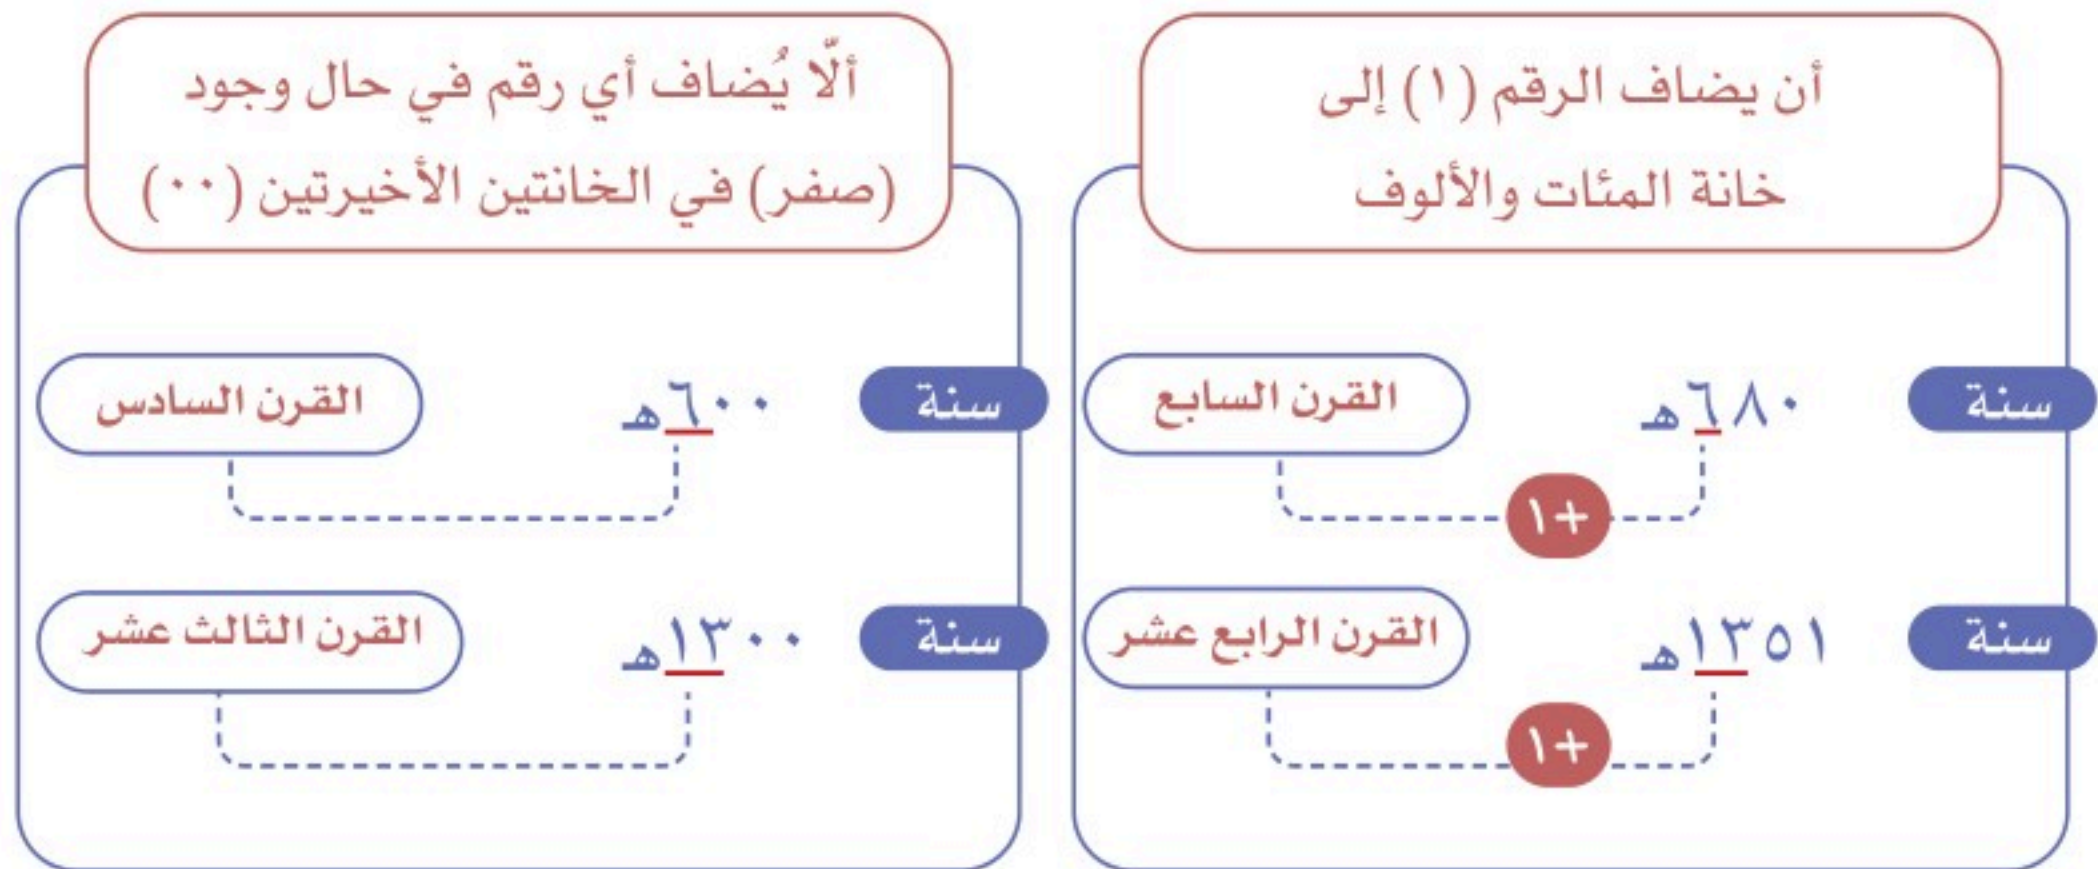 أن يضاف الرقم (١) إلى
خانة المئات والألوف
سنة ٦٨٠هـ القرن السابع
+١
سنة ١٣٥١هـ القرن الرابع عشر
+١
ألّا يُضاف أي رقم في حال وجود
(صفر) في الخانتين الأخيرتين (٠٠)
سنة ٦٠٠هـ القرن السادس
سنة ١٣٠٠هـ القرن الثالث عشر